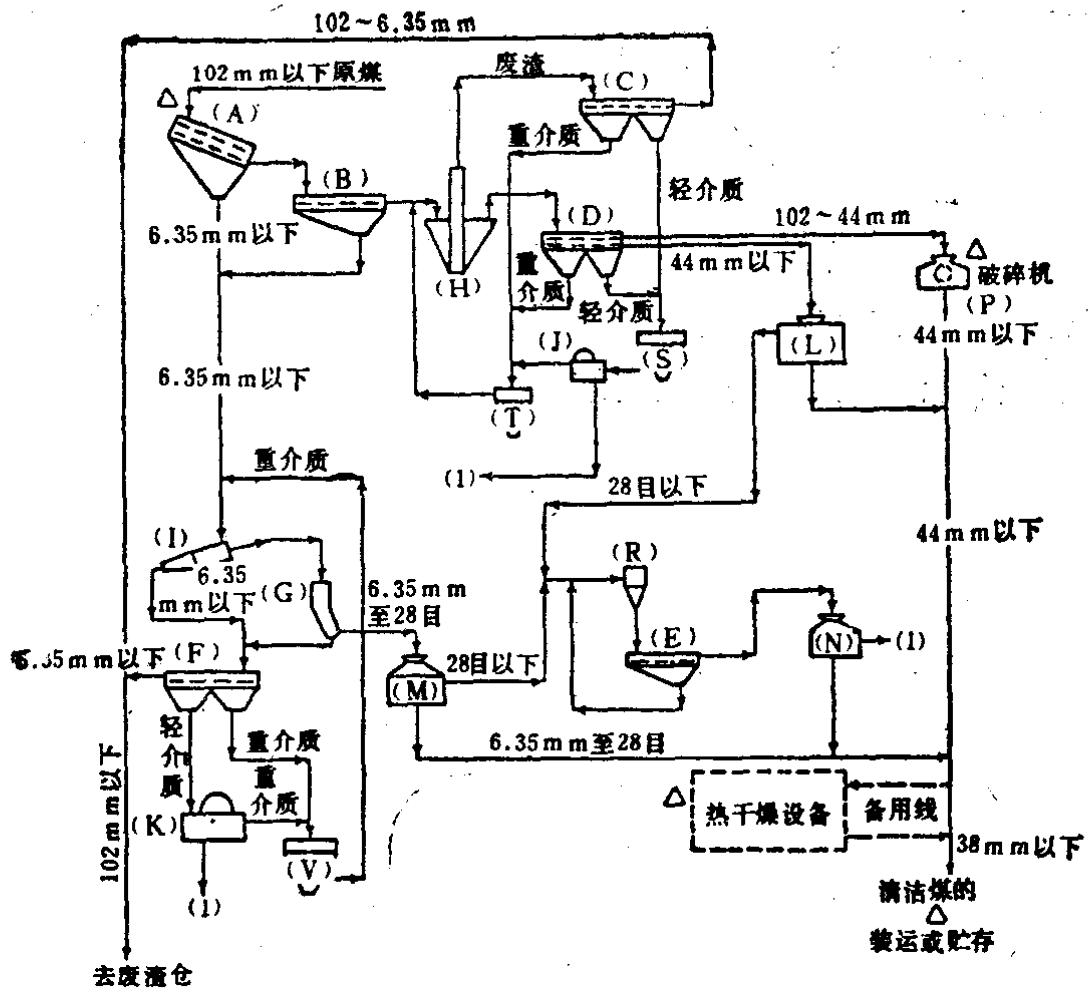 102～6.35mm
102mm以下原煤
废渣
(A)
(C)
重介质
(B)
轻介质
(D)
102～44mm
6.35mm以下
重
介质
44mm以下
破碎机
(H)
轻介质
(P)
(J)
(S)
(L)
44mm以下
6.35mm以下
(T)
(1)
重介质
28目以下
44mm以下
(I)
6.35
mm以下
(G)
6.35mm
至28目
(R)
(E)
(N)
(1)
6.35mm以下
(F)
28目以下
(M)
轻
介
质
重介质
6.35mm至28目
重
介质
102mm以下
(K)
(V)
(1)
热干燥设备
备用线
38mm以下
清洁煤的
装运或贮存
去废渣仓